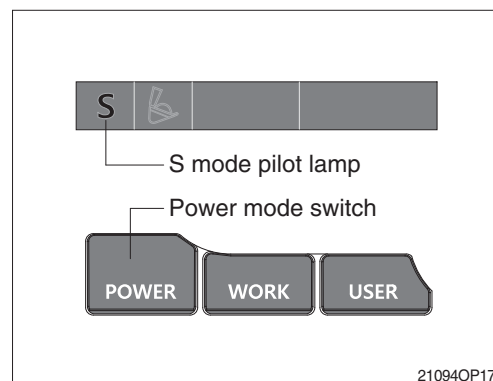 S
S mode pilot lamp
Power mode switch
POWER WORK USER
21094OP17